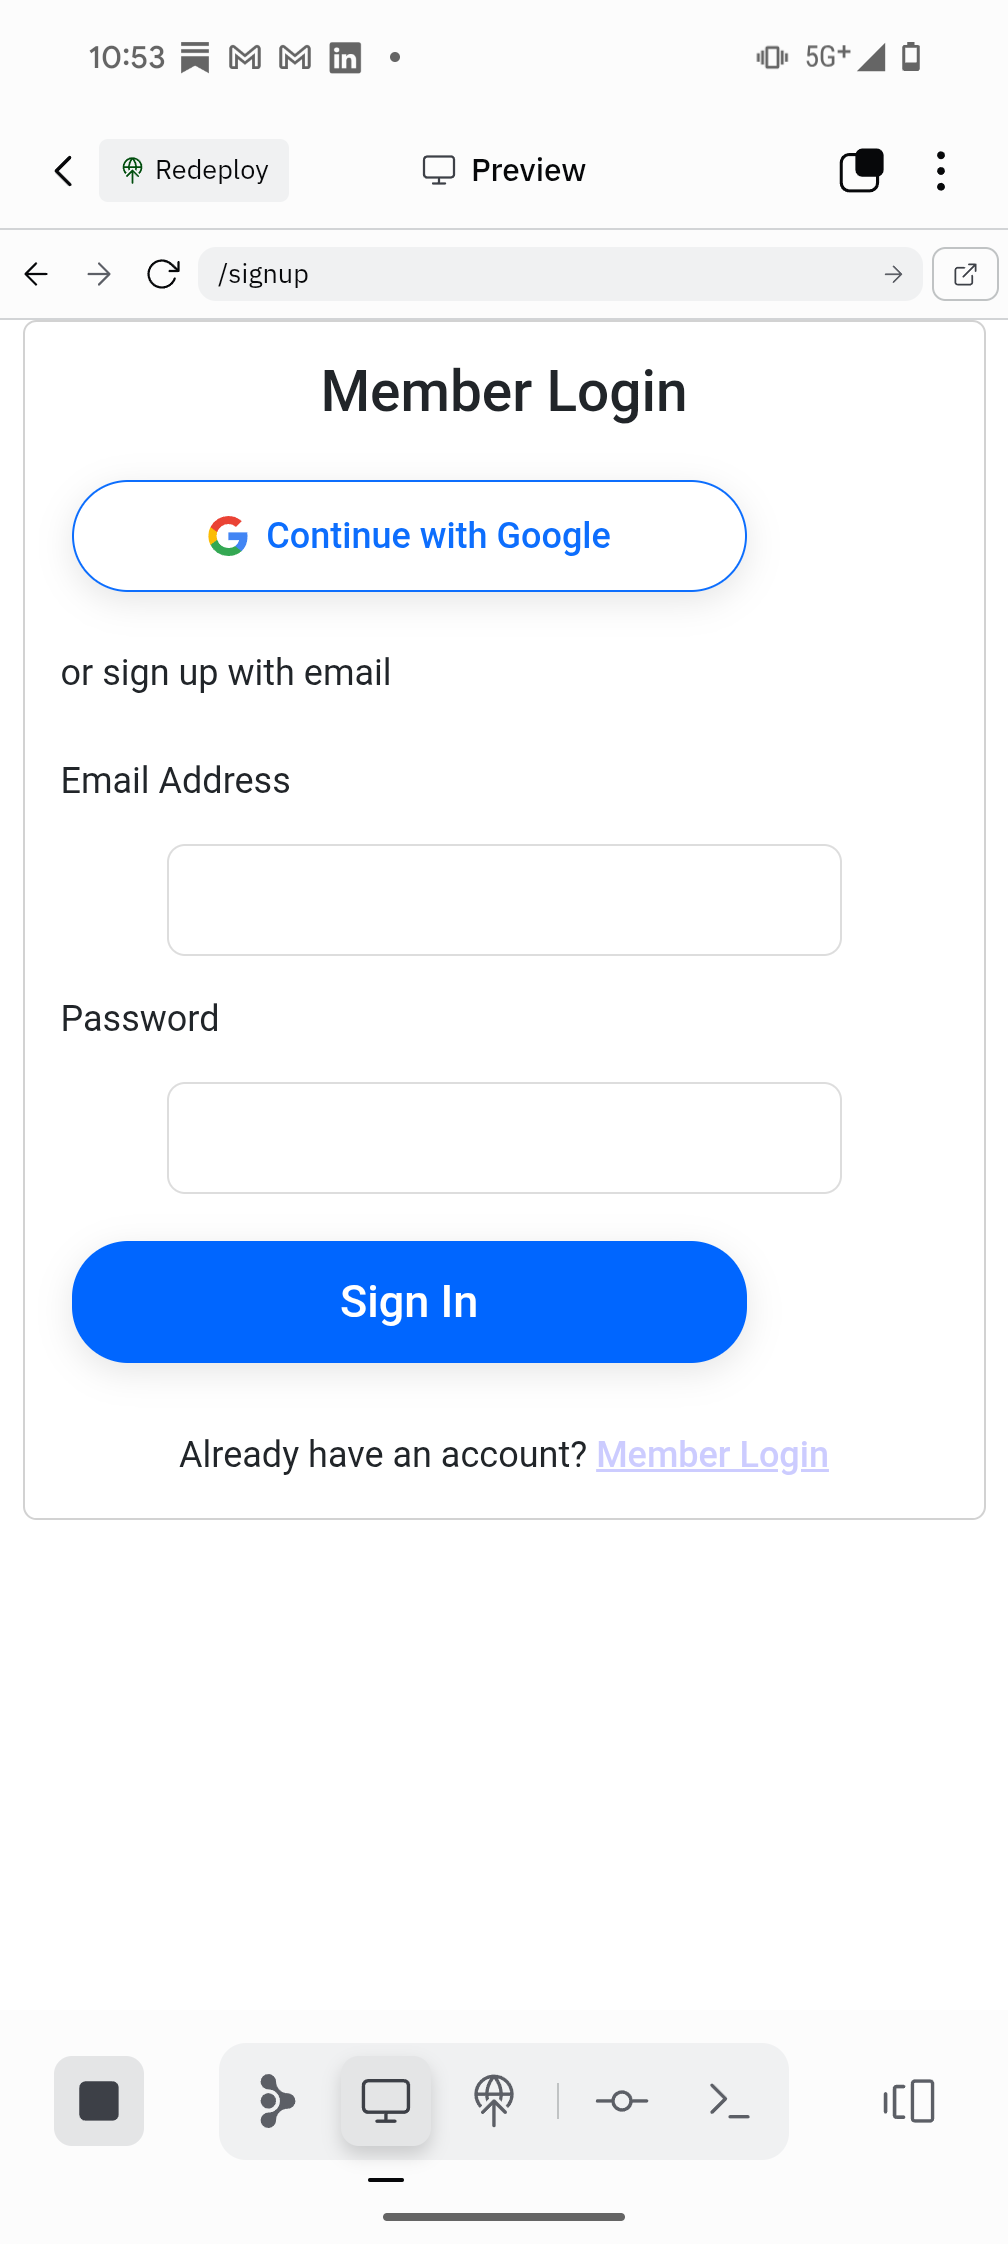 10:53
5G+
Redeploy
Preview
/signup
Member Login
Continue with Google
or sign up with email
Email Address
Password
Sign In
Already have an account? Member Login